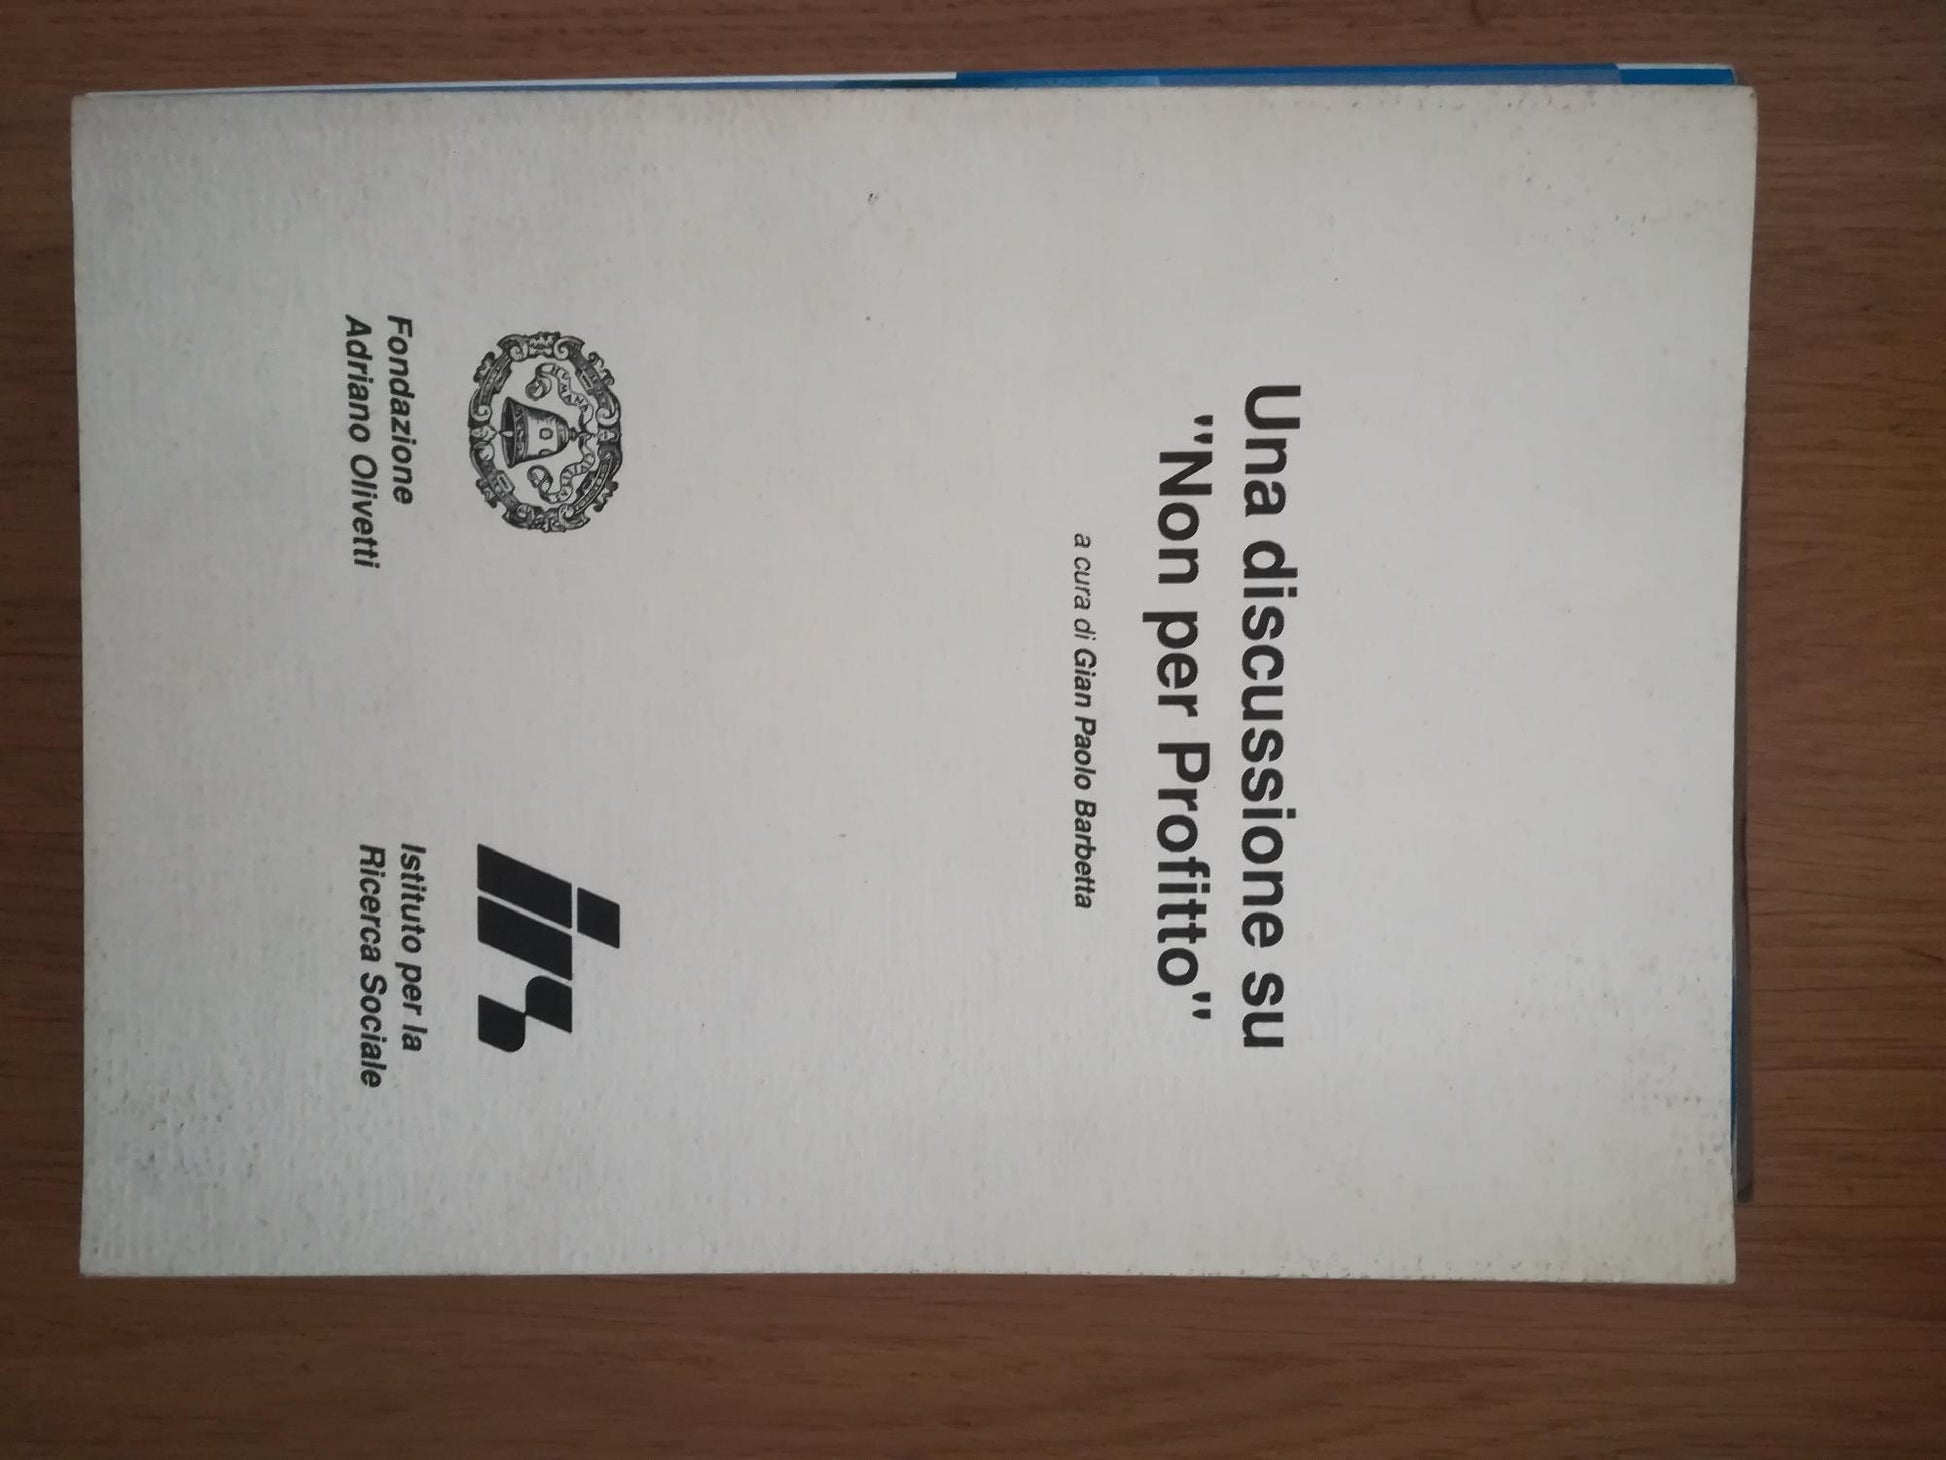 Una discussione su
"Non per Profitto"
a cura di Gian Paolo Barbetta
irs
Fondazione
Adriano Olivetti
Istituto per la
Ricerca Sociale